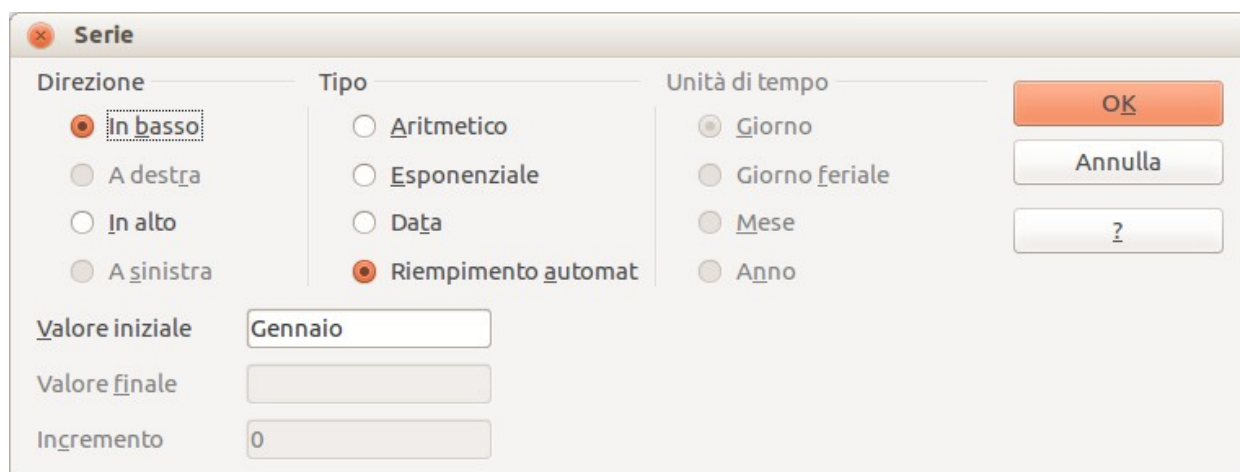 Serie
Direzione
In basso
A destra
In alto
A sinistra
Tipo
Aritmetico
Esponenziale
Data
Riempimento automat
Unità di tempo
Giorno
Giorno feriale
Mese
Anno
OK
Annulla
?
Valore iniziale Gennaio
Valore finale
Incremento 0